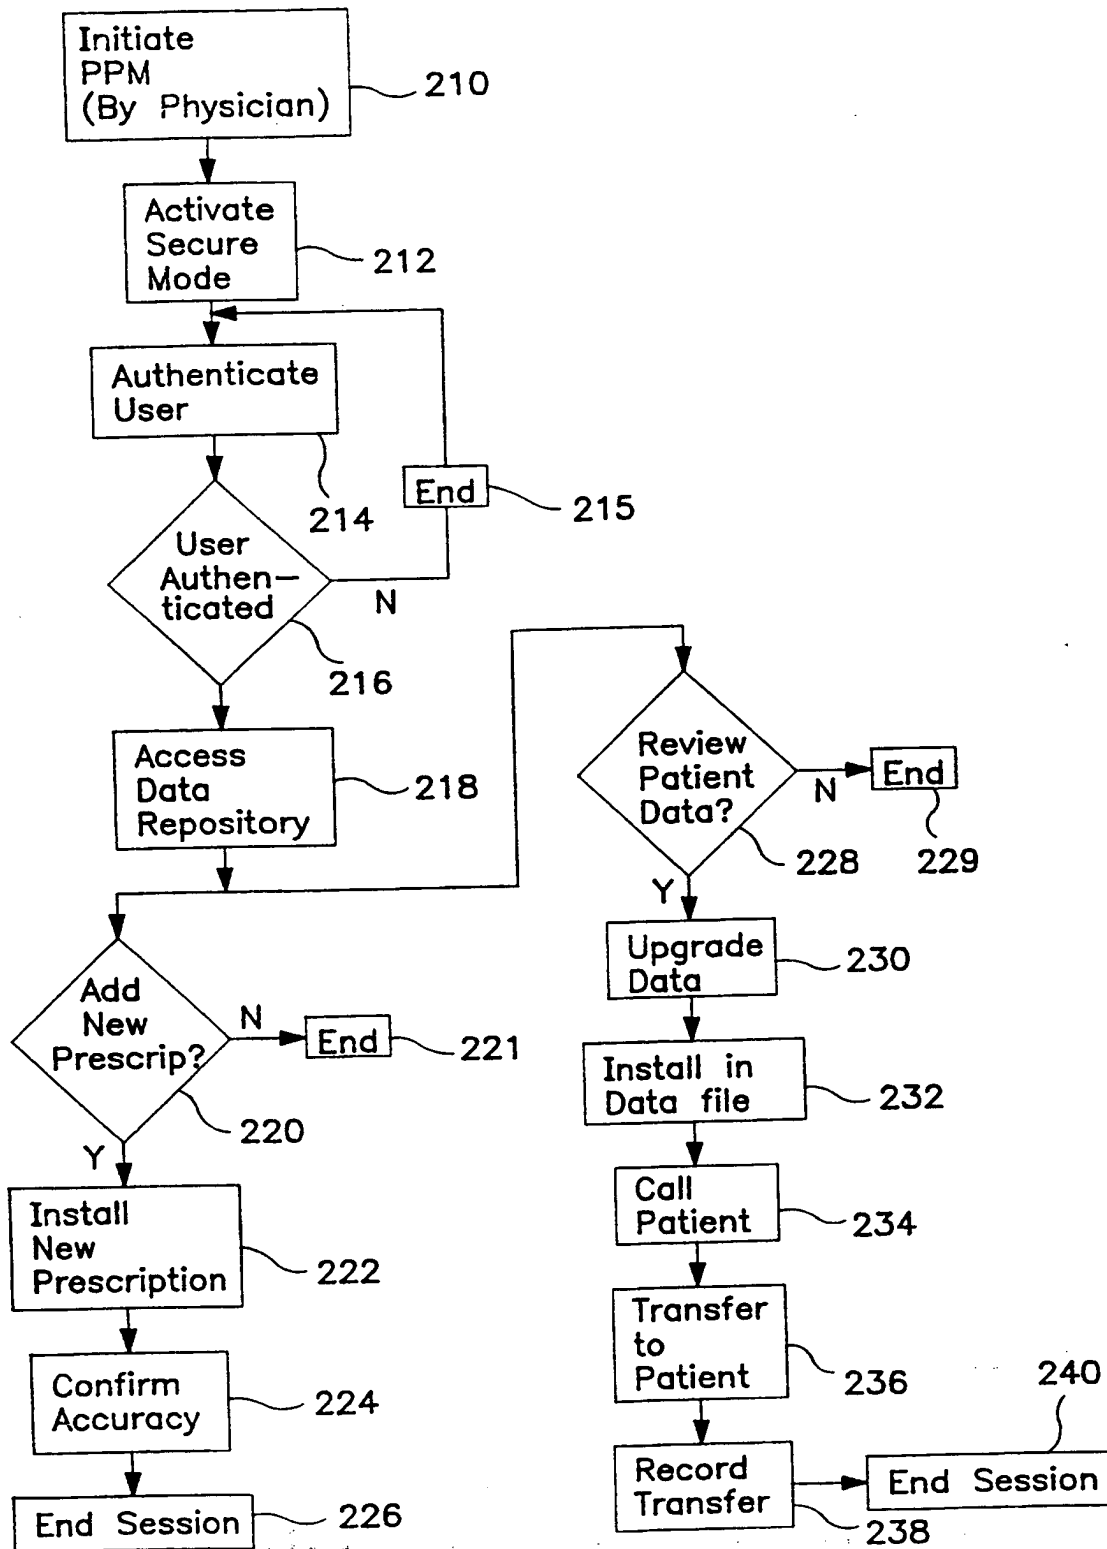 Initiate
PPM
(By Physician)
210
Activate
Secure
Mode
212
Authenticate
User
214
End
215
User
Authen-
ticated
N
216
Access
Data
Repository
218
Add
New
Prescrip?
N
End
221
220
Y
Install
New
Prescription
222
Confirm
Accuracy
224
End Session
226
Review
Patient
Data?
N
End
229
228
Y
Upgrade
Data
230
Install in
Data file
232
Call
Patient
234
Transfer
to
Patient
236
Record
Transfer
238
End Session
240